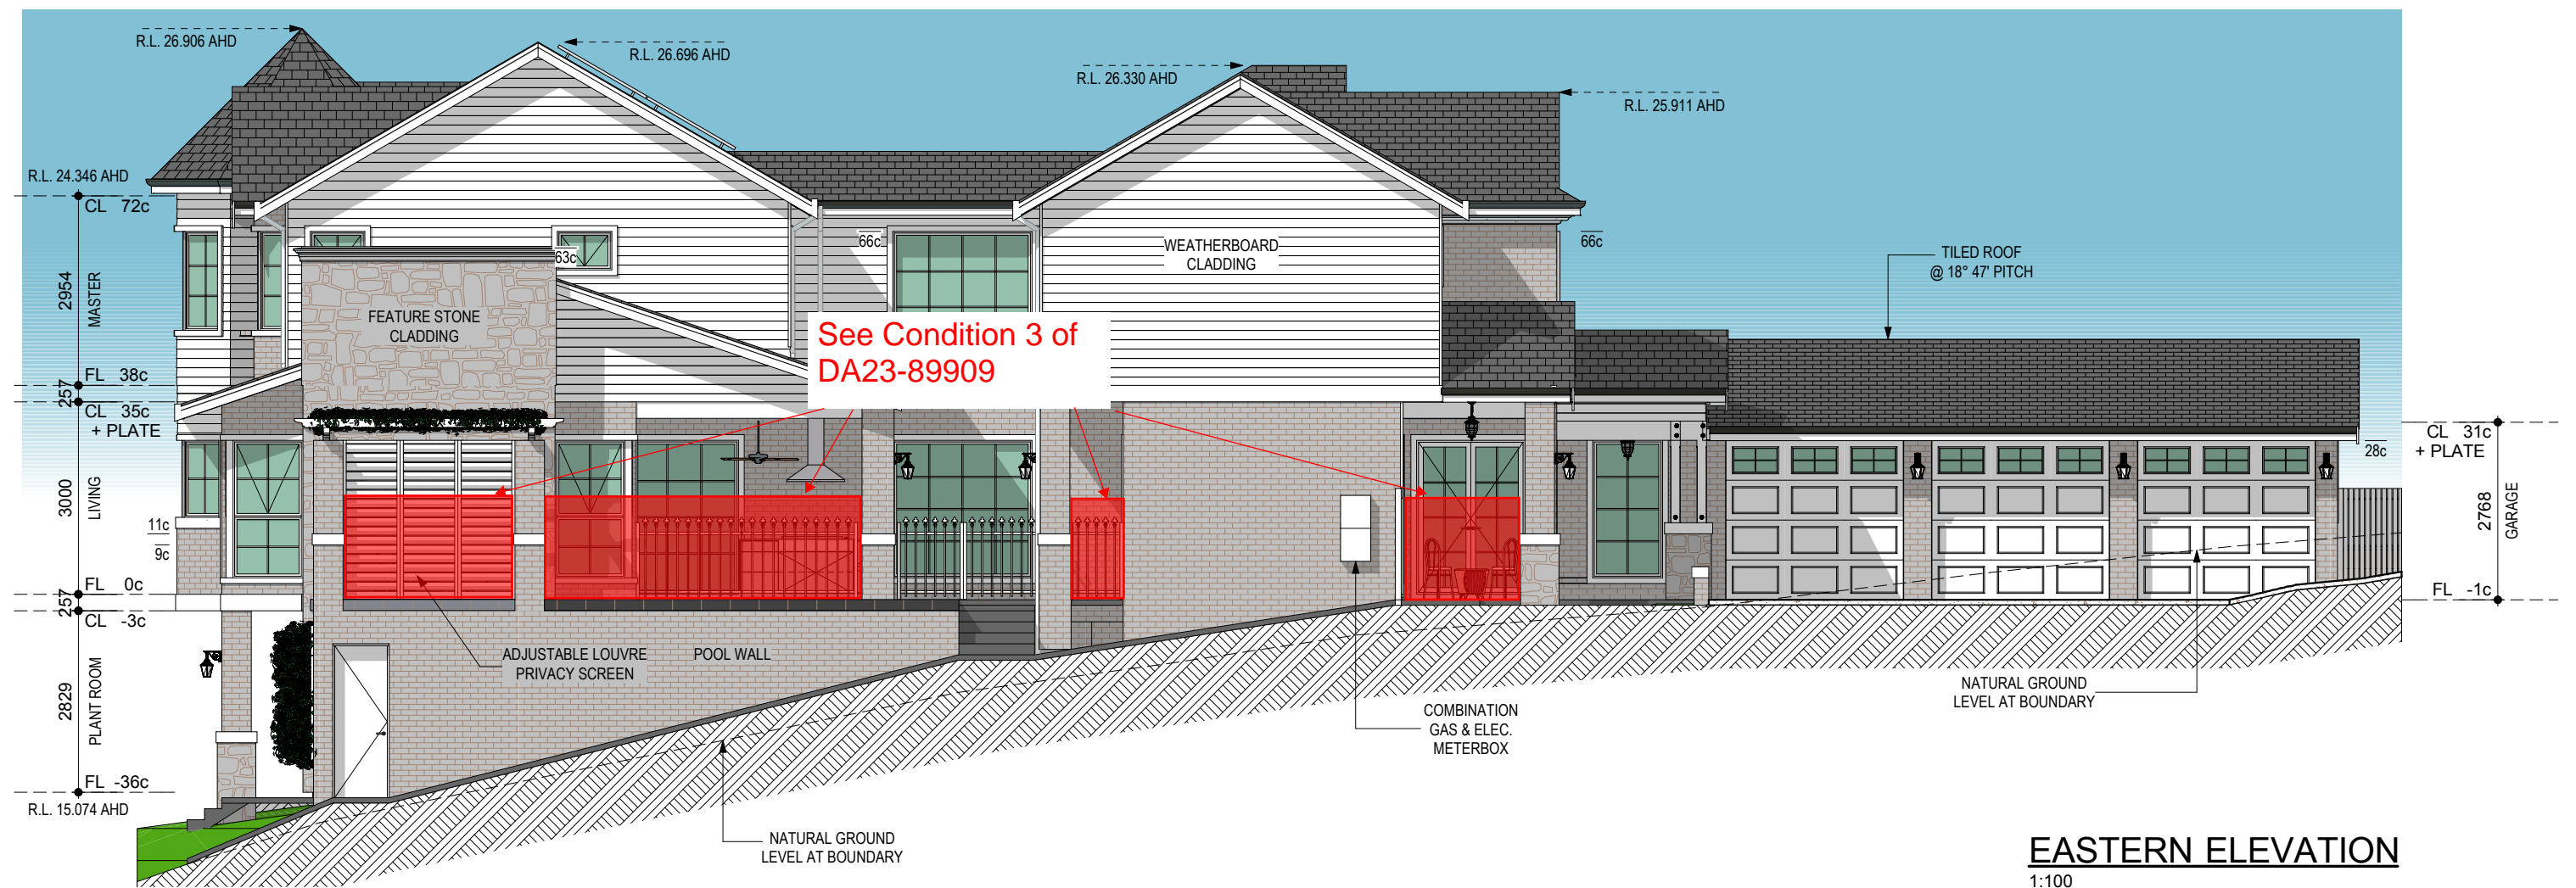 R.L. 26.906 AHD
R.L. 26.696 AHD
R.L. 26.330 AHD
R.L. 25.911 AHD
R.L. 24.346 AHD
CL 72c
2954
MASTER
FL 38c
257
CL 35c
+ PLATE
3000
LIVING
11c
9c
FL 0c
257
CL -3c
2829
PLANT ROOM
FL -36c
R.L. 15.074 AHD
63c
66c
66c
FEATURE STONE
CLADDING
WEATHERBOARD
CLADDING
TILED ROOF
@ 18° 47' PITCH
See Condition 3 of
DA23-89909
28c
CL 31c
+ PLATE
2768
GARAGE
FL -1c
ADJUSTABLE LOUVRE
PRIVACY SCREEN
POOL WALL
COMBINATION
GAS & ELEC.
METERBOX
NATURAL GROUND
LEVEL AT BOUNDARY
NATURAL GROUND
LEVEL AT BOUNDARY
EASTERN ELEVATION
1:100